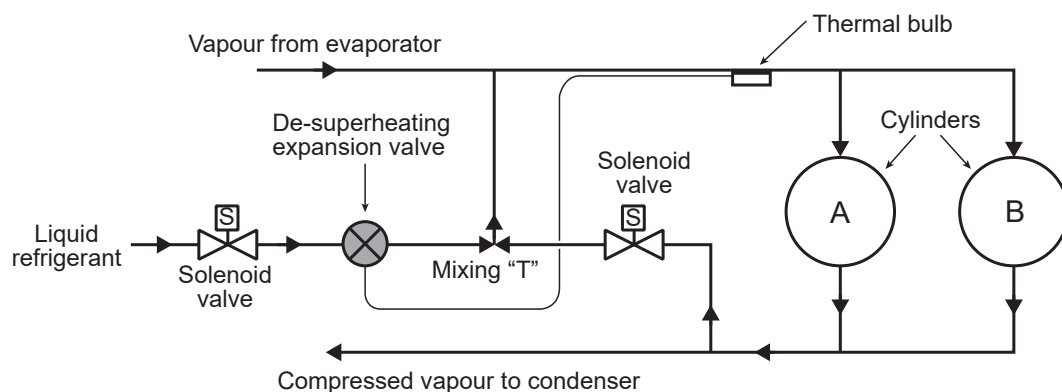 Thermal bulb
Vapour from evaporator
De-superheating
expansion valve
Cylinders
Solenoid
valve
S
S
A
B
Liquid
refrigerant
Mixing “T”
Solenoid
valve
Compressed vapour to condenser